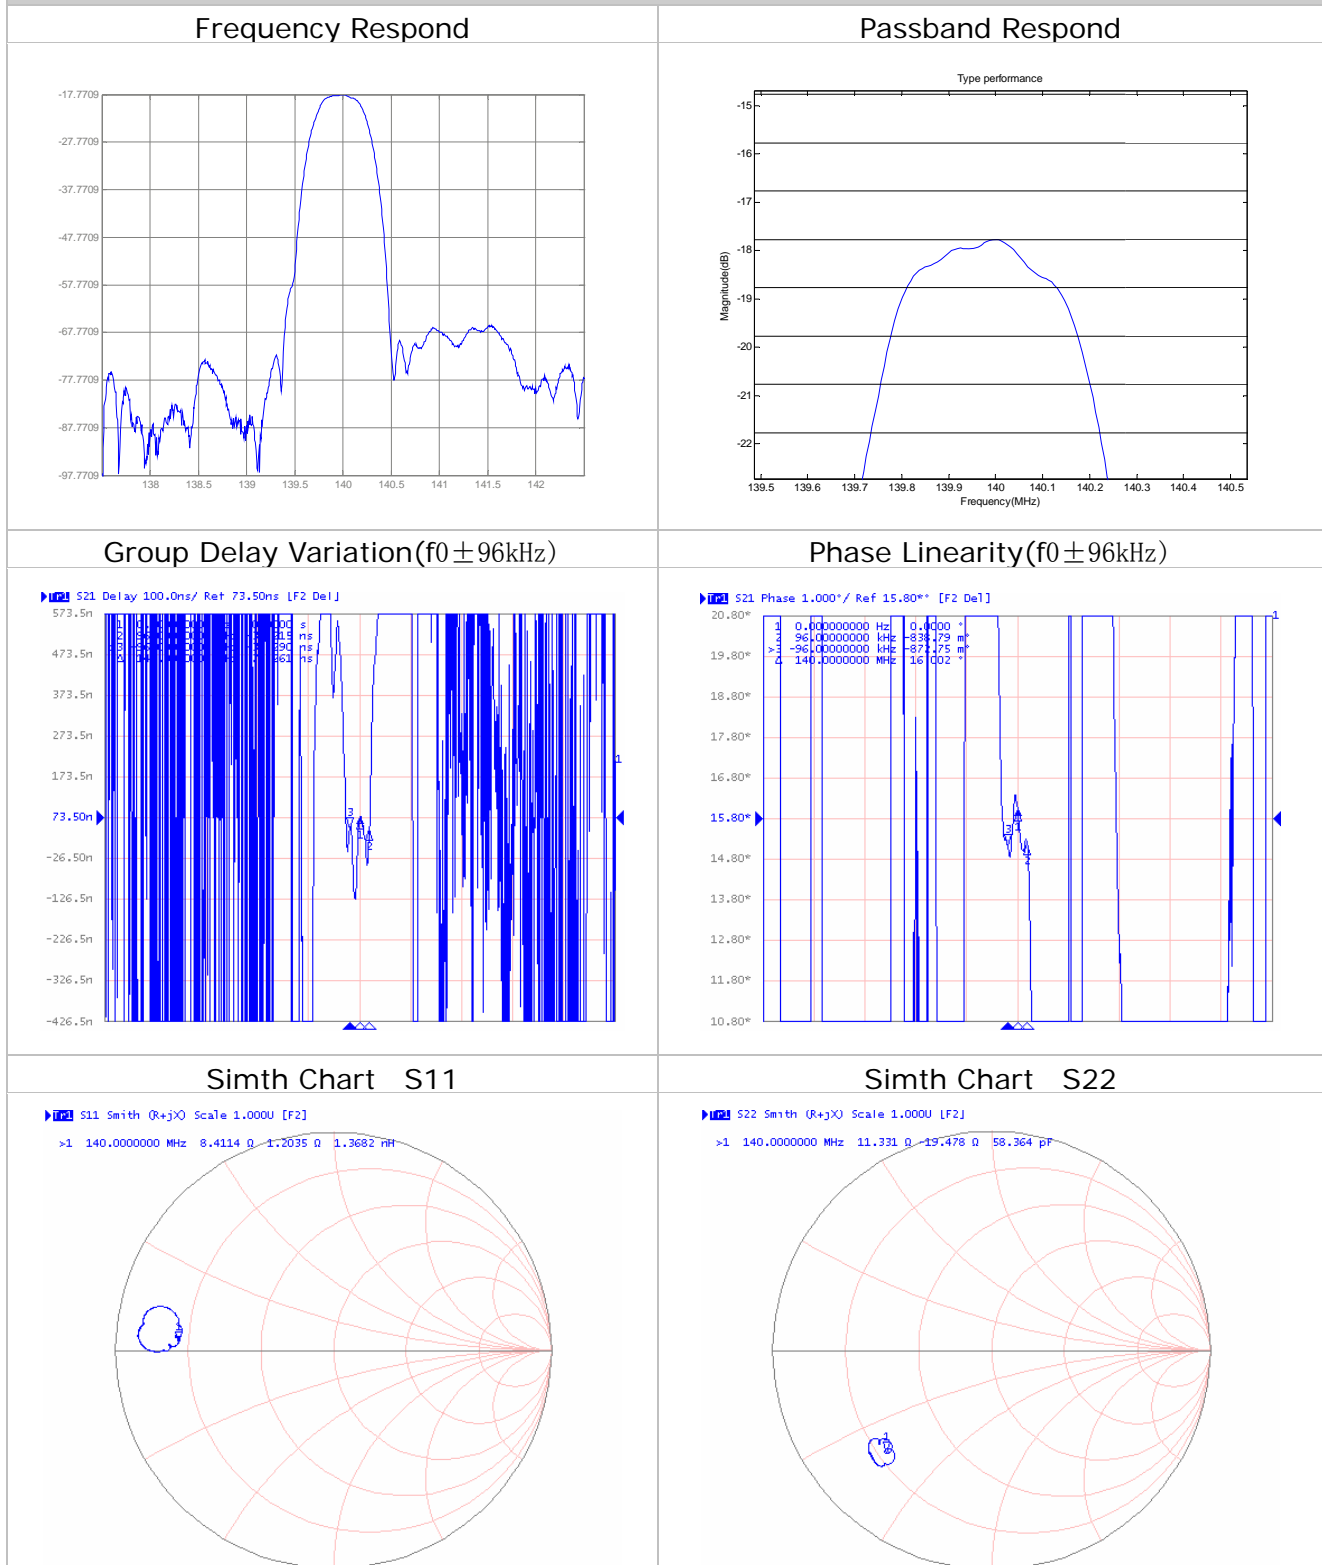 Frequency Respond
Passband Respond
-17.7709
-27.7709
-37.7709
-47.7709
-57.7709
-67.7709
-77.7709
-87.7709
-97.7709
138 138.5 139 139.5 140 140.5 141 141.5 142
Type performance
Magnitude(dB)
-15
-16
-17
-18
-19
-20
-21
-22
139.5 139.6 139.7 139.8 139.9 140 140.1 140.2 140.3 140.4 140.5
Frequency(MHz)
Group Delay Variation(f0±96kHz)
Phase Linearity(f0±96kHz)
Tr1 S21 Delay 100.0ns/ Ref 73.50ns [F2 Del]
573.5n
473.5n
373.5n
273.5n
173.5n
73.50n
-26.50n
-126.5n
-226.5n
-326.5n
-426.5n
3
1
2
1
Tr1 S21 Phase 1.000°/ Ref 15.80*° [F2 Del]
1 0.000000000 Hz 0.0000 °
2 96.00000000 kHz -838.79 m°
>3 -96.00000000 kHz -872.75 m°
Δ 140.0000000 MHz 16.002 °
20.80*
19.80*
18.80*
17.80*
16.80*
15.80*
14.80*
13.80*
12.80*
11.80*
10.80*
3
1
2
1
Simth Chart S11
Simth Chart S22
Tr1 S11 Smith (R+jX) Scale 1.000U [F2]
>1 140.0000000 MHz 8.4114 Ω 1.2035 Ω 1.3682 nH
Tr1 S22 Smith (R+jX) Scale 1.000U [F2]
>1 140.0000000 MHz 11.331 Ω -19.478 Ω 58.364 pF
1